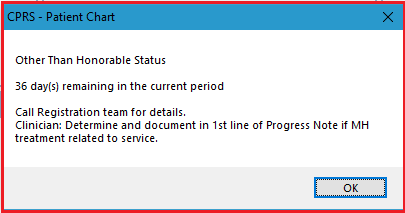 CPRS - Patient Chart
Other Than Honorable Status
36 day(s) remaining in the current period
Call Registration team for details.
Clinician: Determine and document in 1st line of Progress Note if MH
treatment related to service.
OK